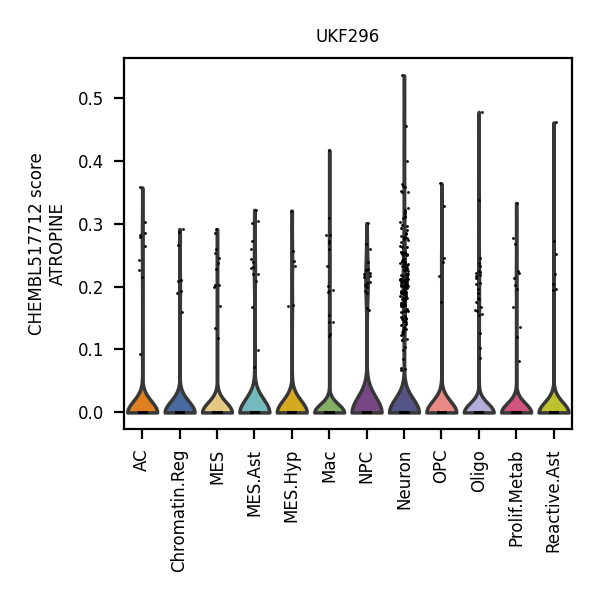 UKF296
CHEMBL517712 score
ATROPINE
0.5
0.4
0.3
0.2
0.1
0.0
AC
Chromatin.Reg
MES
MES.Ast
MES.Hyp
Mac
NPC
Neuron
OPC
Oligo
Prolif.Metab
Reactive.Ast